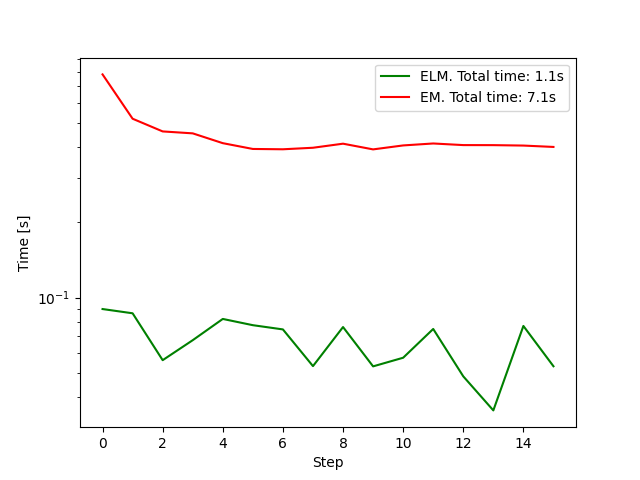 ELM. Total time: 1.1s
EM. Total time: 7.1s
Time [s]
10⁻¹
0 2 4 6 8 10 12 14
Step